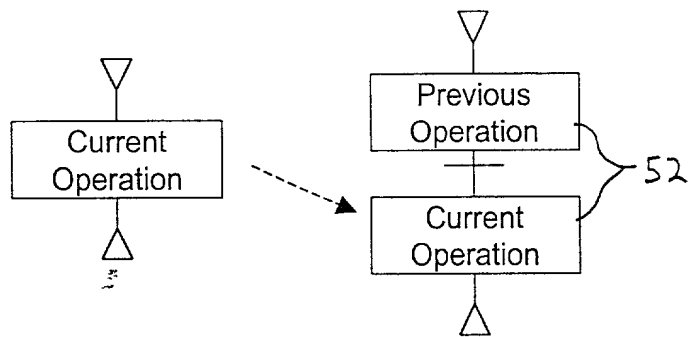 Current
Operation
Previous
Operation
Current
Operation
52